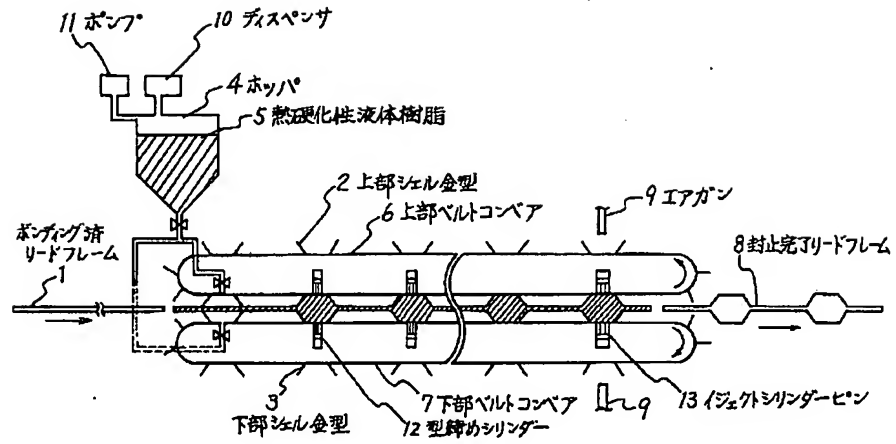 11 ポンプ
10 ディスペンサ
4 ホッパ
5 熱硬化性液体樹脂
2 上部シェル金型
6 上部ベルトコンベア
9 エアガン
ボンディング済
リードフレーム
1
8 封止完了リードフレーム
3
下部シェル金型
7 下部ベルトコンベア
12 型締めシリンダー
9
13 イジェクトシリンダーピン